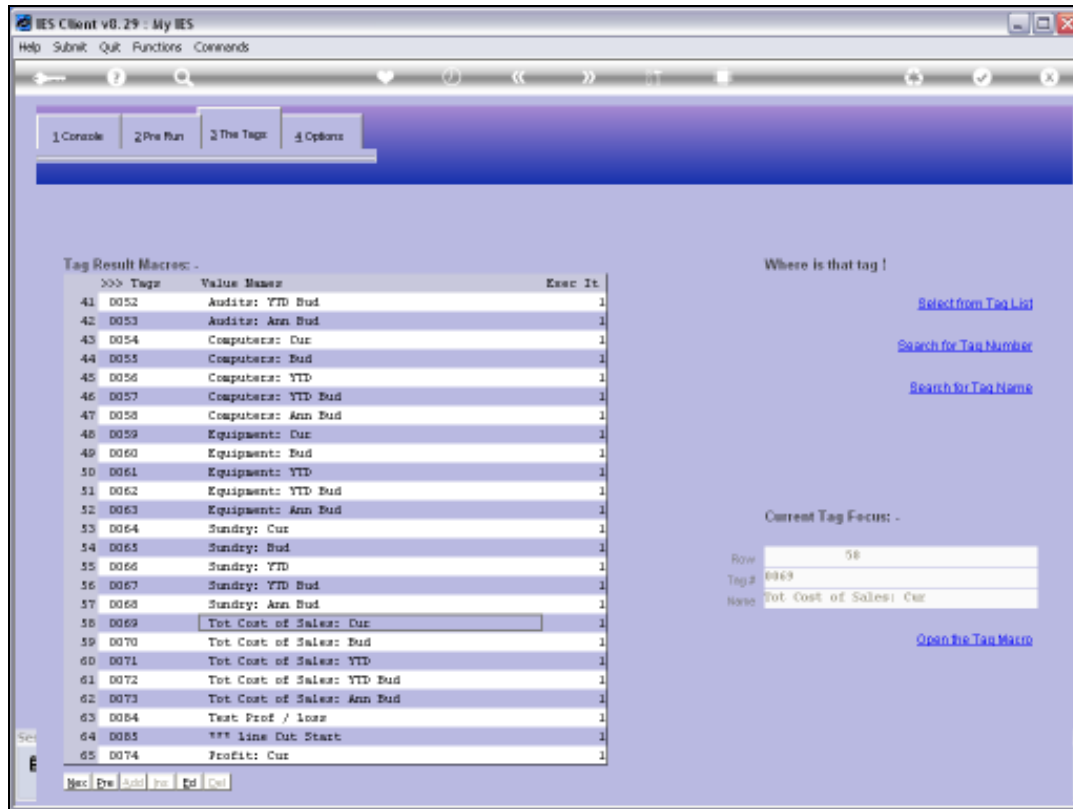 IES Client v8.29 : My IES
Help Submit Quit Functions Commands
1 Console 2 Pre Run 3 The Tags 4 Options
Tag Result Macros: -
>>> Tags Value Names Exec It
41 0052 Audits: YTD Bud 1
42 0053 Audits: Ann Bud 1
43 0054 Computers: Cur 1
44 0055 Computers: Bud 1
45 0056 Computers: YTD 1
46 0057 Computers: YTD Bud 1
47 0058 Computers: Ann Bud 1
48 0059 Equipment: Cur 1
49 0060 Equipment: Bud 1
50 0061 Equipment: YTD 1
51 0062 Equipment: YTD Bud 1
52 0063 Equipment: Ann Bud 1
53 0064 Sundry: Cur 1
54 0065 Sundry: Bud 1
55 0066 Sundry: YTD 1
56 0067 Sundry: YTD Bud 1
57 0068 Sundry: Ann Bud 1
58 0069 Tot Cost of Sales: Cur 1
59 0070 Tot Cost of Sales: Bud 1
60 0071 Tot Cost of Sales: YTD 1
61 0072 Tot Cost of Sales: YTD Bud 1
62 0073 Tot Cost of Sales: Ann Bud 1
63 0084 Test Prof / Loss 1
64 0085 *** Line Cut Start 1
65 0074 Profit: Cur 1
Nex Pre Add Ins Ed Del
Where is that tag !
Select from Tag List
Search for Tag Number
Search for Tag Name
Current Tag Focus: -
Row 58
Tag # 0069
Name Tot Cost of Sales: Cur
Open the Tag Macro